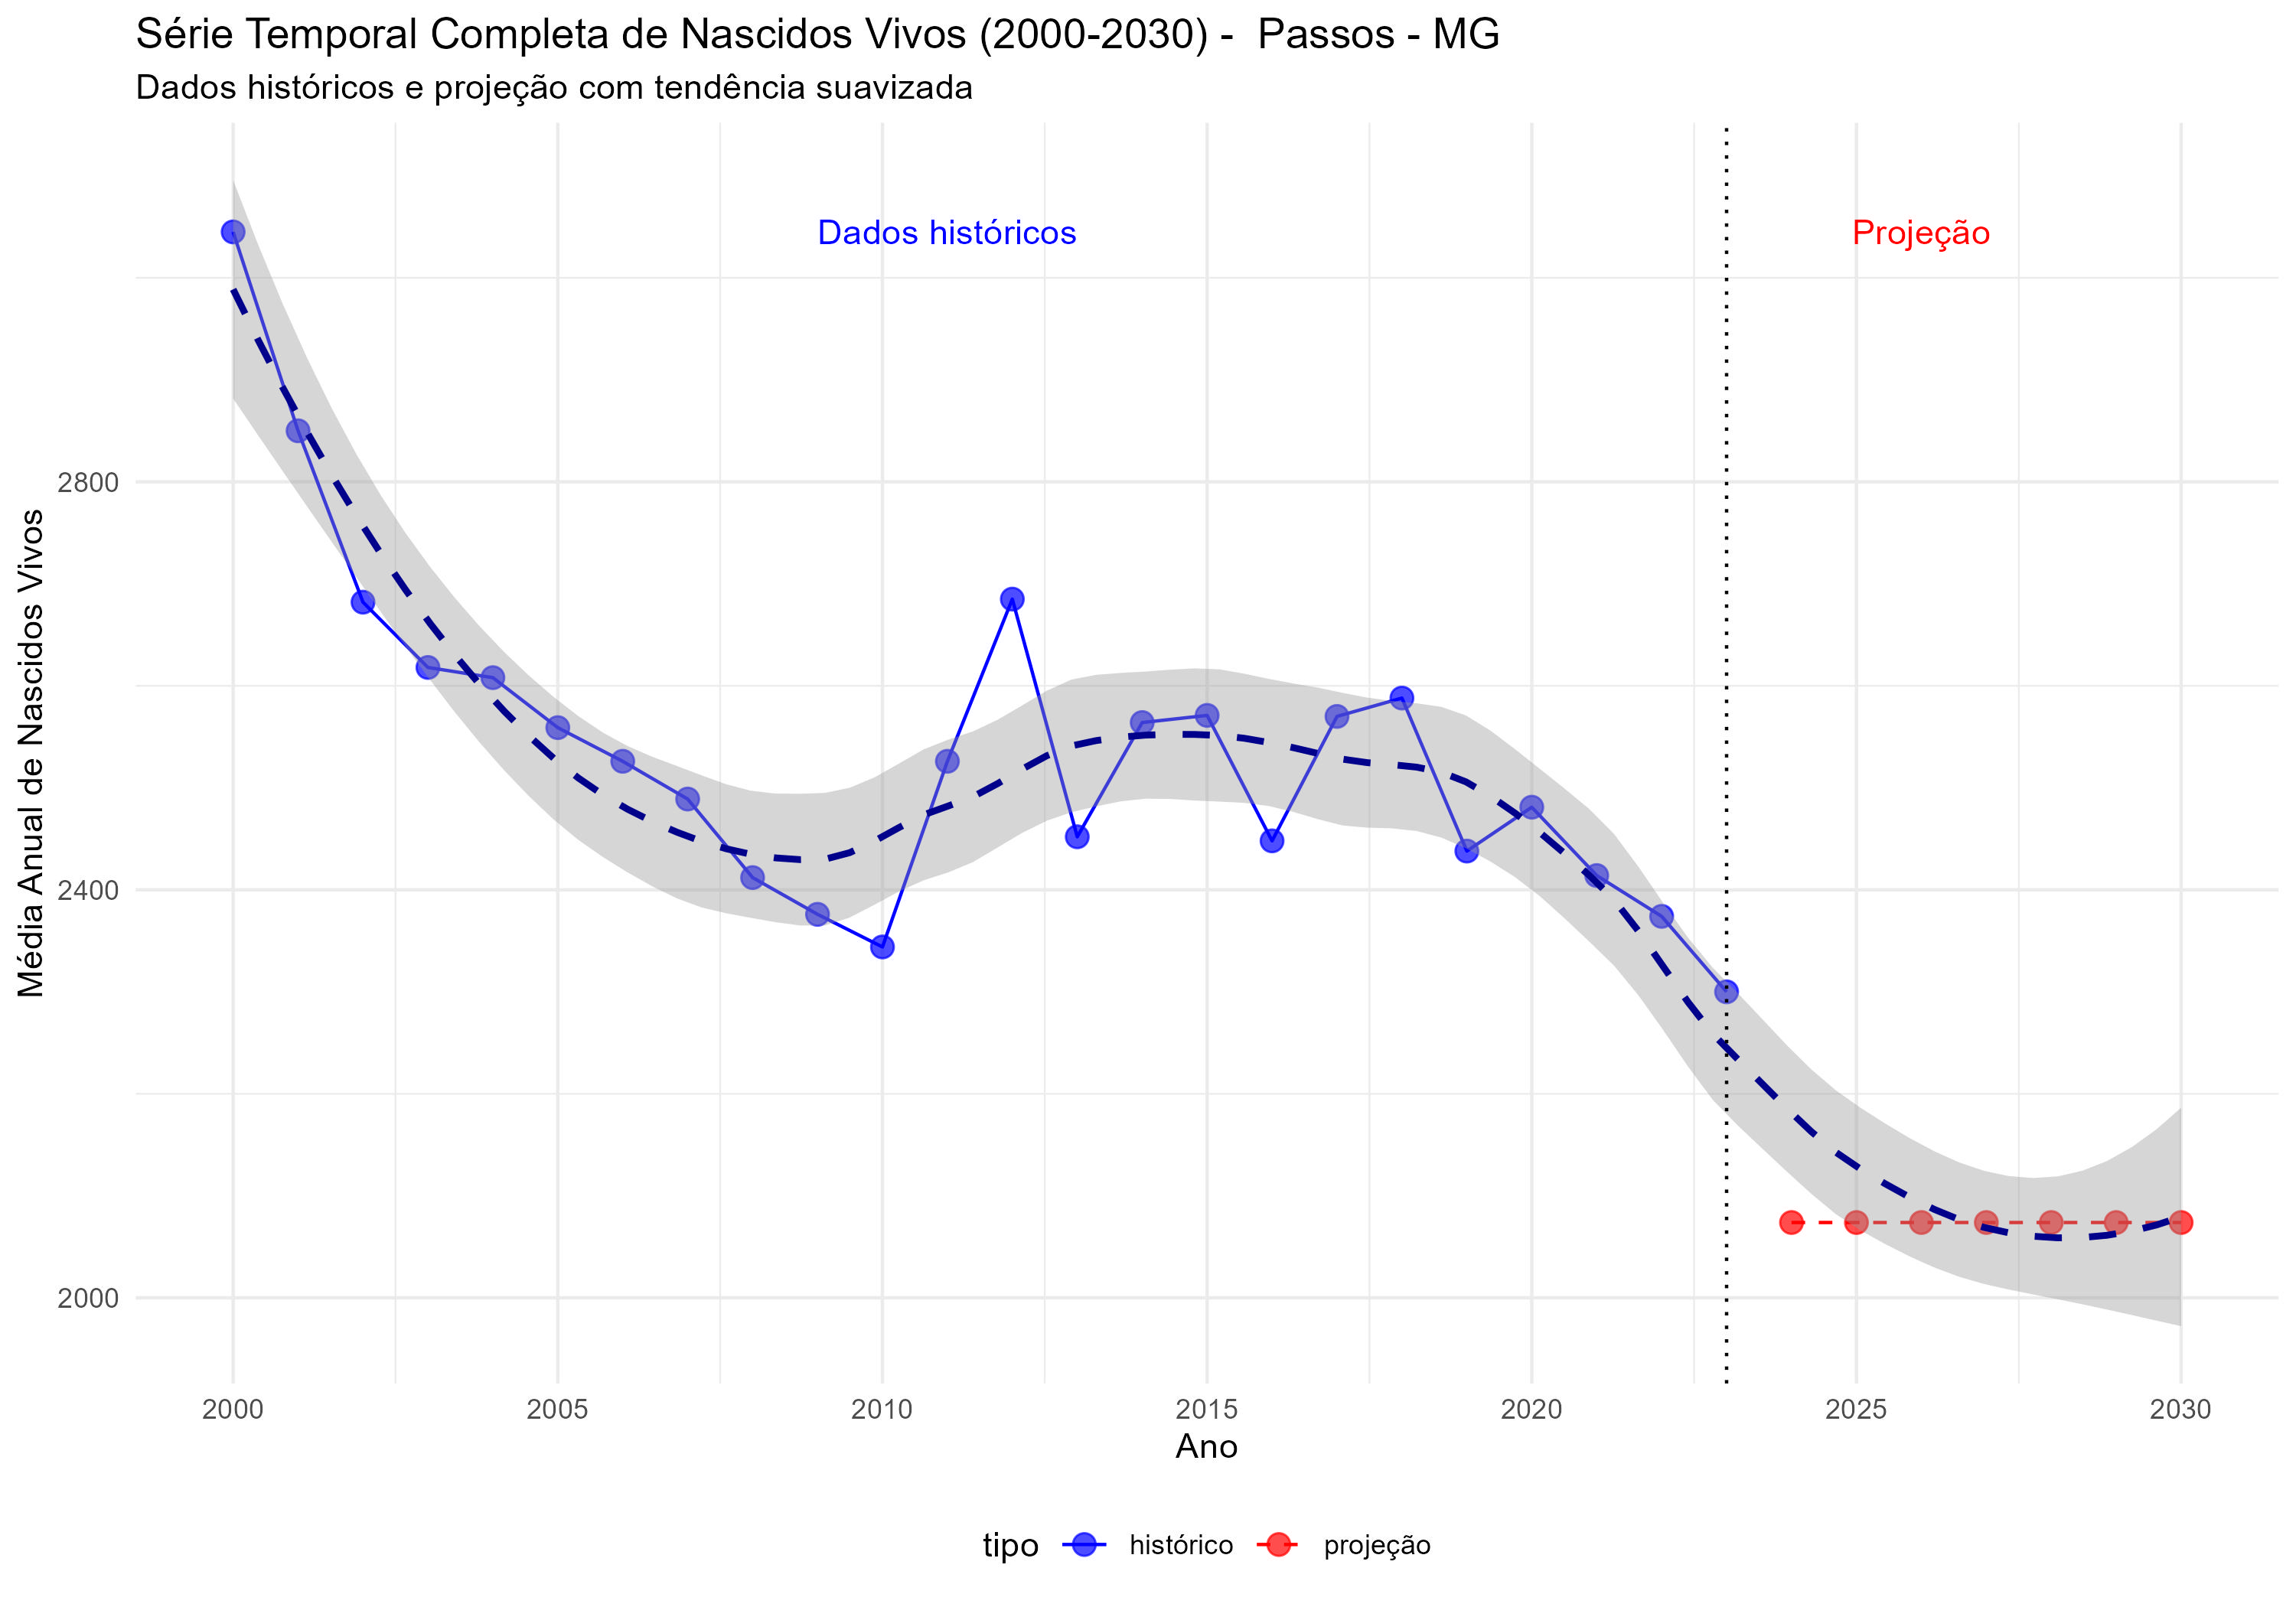 Série Temporal Completa de Nascidos Vivos (2000-2030) -  Passos - MG
Dados históricos e projeção com tendência suavizada
Dados históricos
Projeção
Média Anual de Nascidos Vivos
2800
2400
2000
2000 2005 2010 2015 2020 2025 2030
Ano
tipo histórico projeção